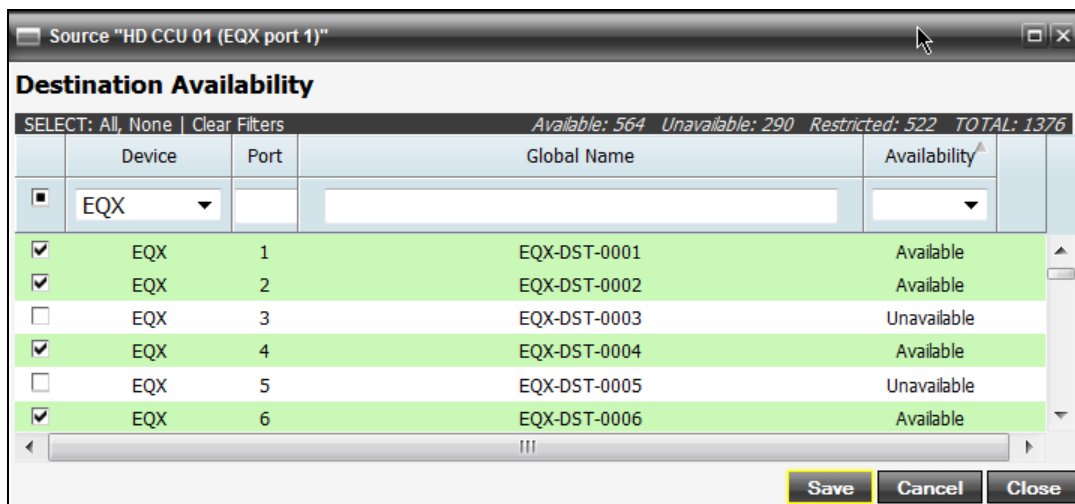 Source "HD CCU 01 (EQX port 1)"
Destination Availability
SELECT: All, None | Clear Filters Available: 564 Unavailable: 290 Restricted: 522 TOTAL: 1376
Device Port Global Name Availability
EQX
EQX 1 EQX-DST-0001 Available
EQX 2 EQX-DST-0002 Available
EQX 3 EQX-DST-0003 Unavailable
EQX 4 EQX-DST-0004 Available
EQX 5 EQX-DST-0005 Unavailable
EQX 6 EQX-DST-0006 Available
Save Cancel Close